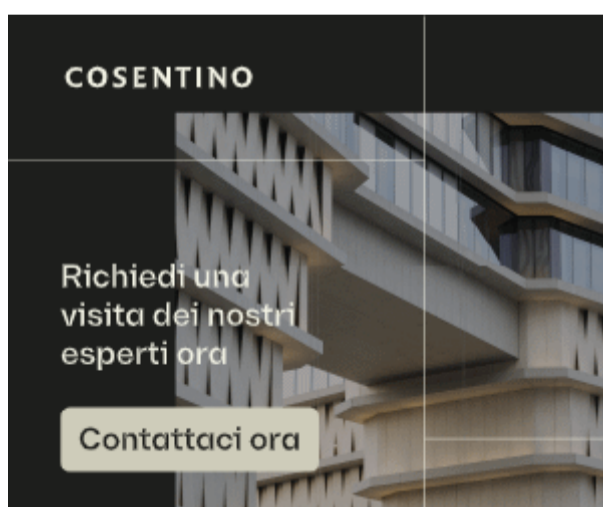 COSENTINO
Richiedi una
visita dei nostri
esperti ora
Contattaci ora